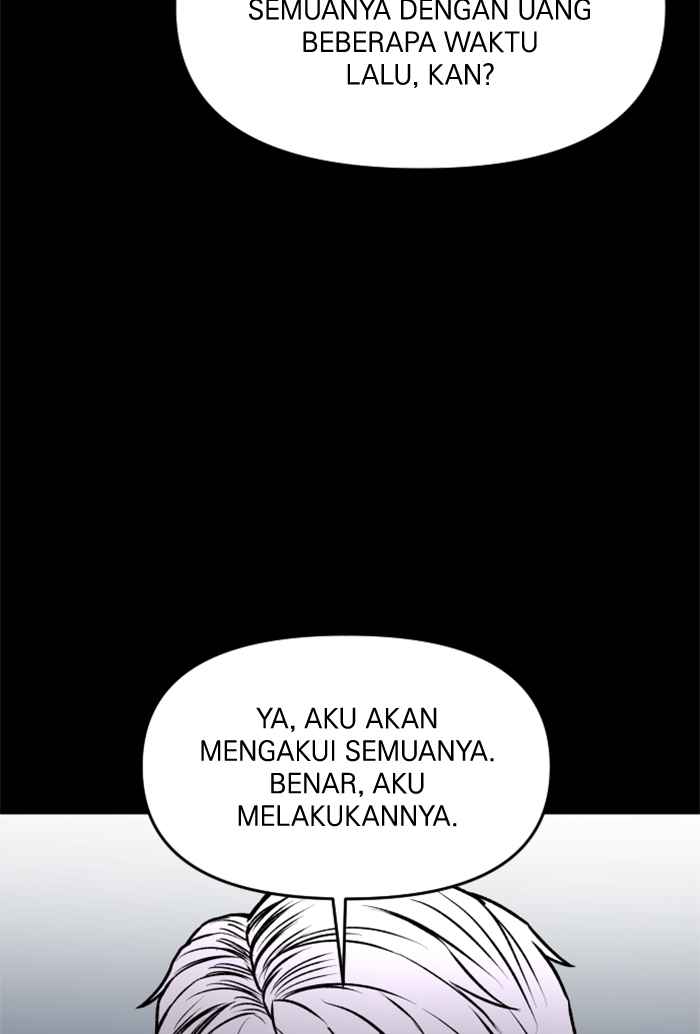 SEMUANYA DENGAN UANG
BEBERAPA WAKTU
LALU, KAN?
YA, AKU AKAN
MENGAKUI SEMUANYA.
BENAR, AKU
MELAKUKANNYA.